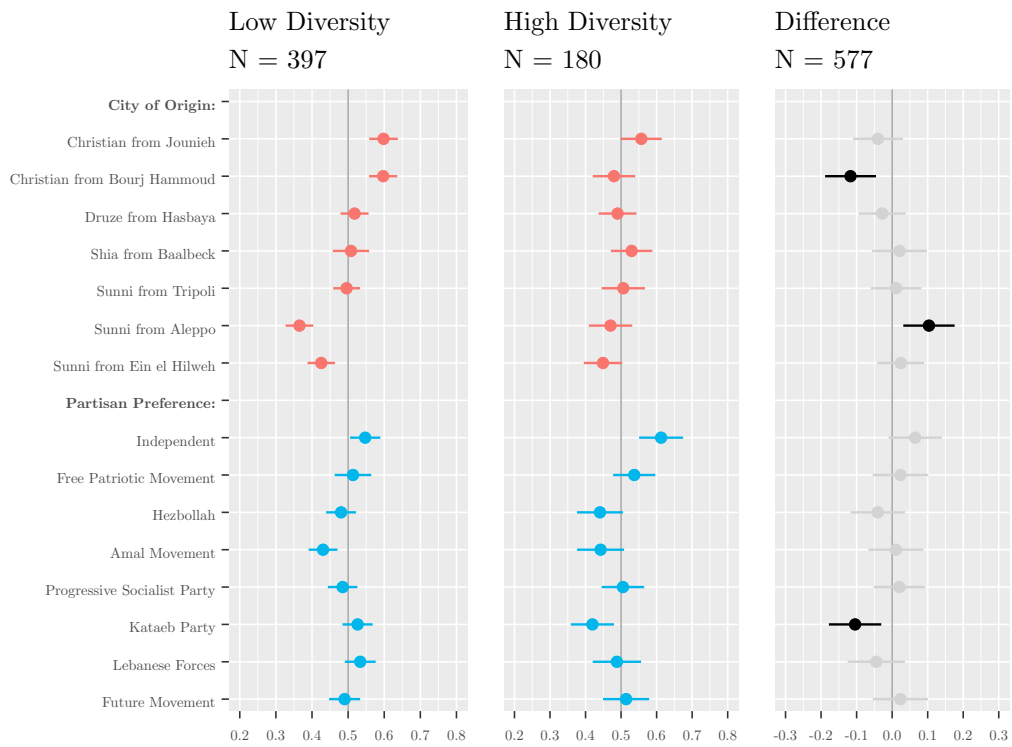 Low Diversity
N = 397
High Diversity
N = 180
Difference
N = 577
City of Origin:
Christian from Jounieh
Christian from Bourj Hammoud
Druze from Hasbaya
Shia from Baalbeck
Sunni from Tripoli
Sunni from Aleppo
Sunni from Ein el Hilweh
Partisan Preference:
Independent
Free Patriotic Movement
Hezbollah
Amal Movement
Progressive Socialist Party
Kataeb Party
Lebanese Forces
Future Movement
0.2 0.3 0.4 0.5 0.6 0.7 0.8
0.2 0.3 0.4 0.5 0.6 0.7 0.8
-0.3 -0.2 -0.1 0.0 0.1 0.2 0.3